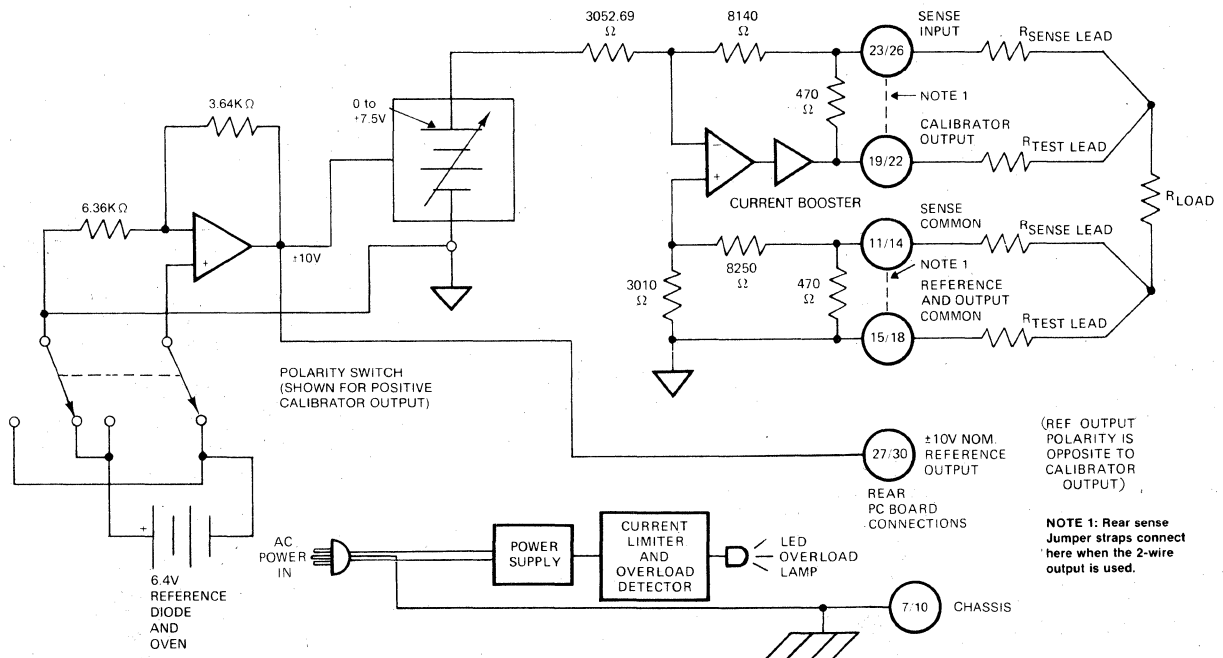 3052.69
Ω
8140
Ω
SENSE
INPUT
23/26
RSENSE LEAD
3.64K Ω
0 to
+7.5V
470
Ω
NOTE 1
CALIBRATOR
OUTPUT
19/22
RTEST LEAD
6.36K Ω
−
+
−
+
CURRENT BOOSTER
RLOAD
±10V
SENSE
COMMON
11/14
RSENSE LEAD
8250
Ω
3010
Ω
470
Ω
NOTE 1
REFERENCE
AND OUTPUT
COMMON
15/18
RTEST LEAD
POLARITY SWITCH
(SHOWN FOR POSITIVE
CALIBRATOR OUTPUT)
27/30
±10V NOM.
REFERENCE
OUTPUT
REAR
PC BOARD
CONNECTIONS
(REF OUTPUT
POLARITY IS
OPPOSITE TO
CALIBRATOR
OUTPUT)
NOTE 1: Rear sense
Jumper straps connect
here when the 2-wire
output is used.
+
6.4V
REFERENCE
DIODE
AND
OVEN
AC
POWER
IN
POWER
SUPPLY
CURRENT
LIMITER
AND
OVERLOAD
DETECTOR
LED
OVERLOAD
LAMP
7/10
CHASSIS